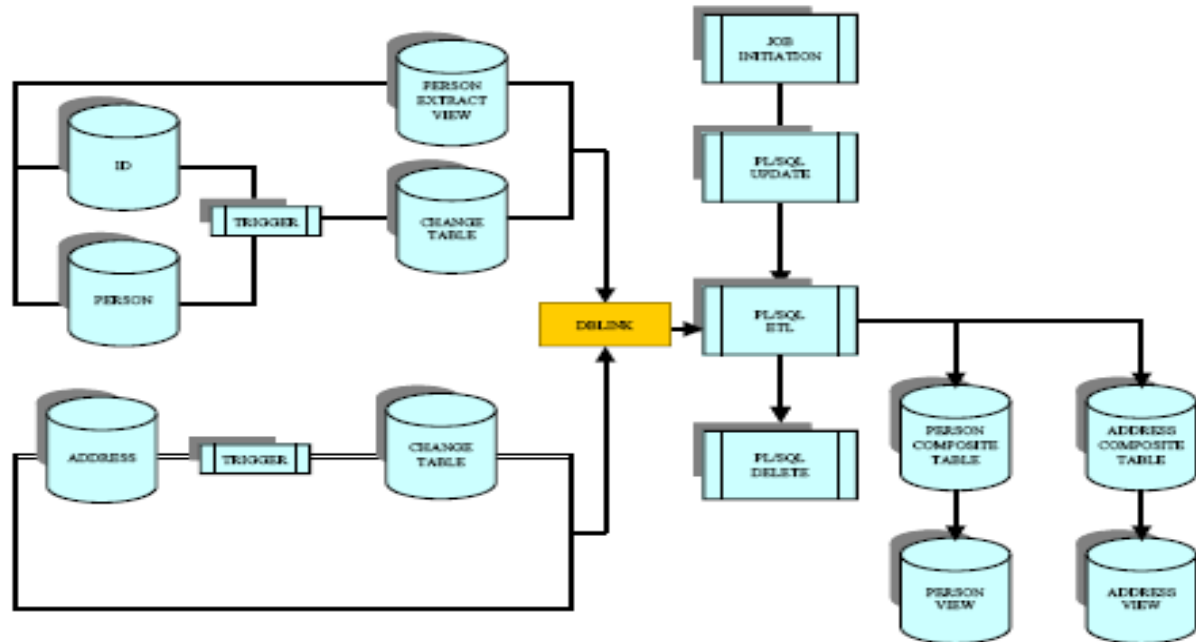 JOB
INITIATION
PERSON
EXTRACT
VIEW
ID
PL/SQL
UPDATE
TRIGGER
CHANGE
TABLE
PERSON
DBLINK
PL/SQL
ETL
ADDRESS
TRIGGER
CHANGE
TABLE
PL/SQL
DELETE
PERSON
COMPOSITE
TABLE
ADDRESS
COMPOSITE
TABLE
PERSON
VIEW
ADDRESS
VIEW